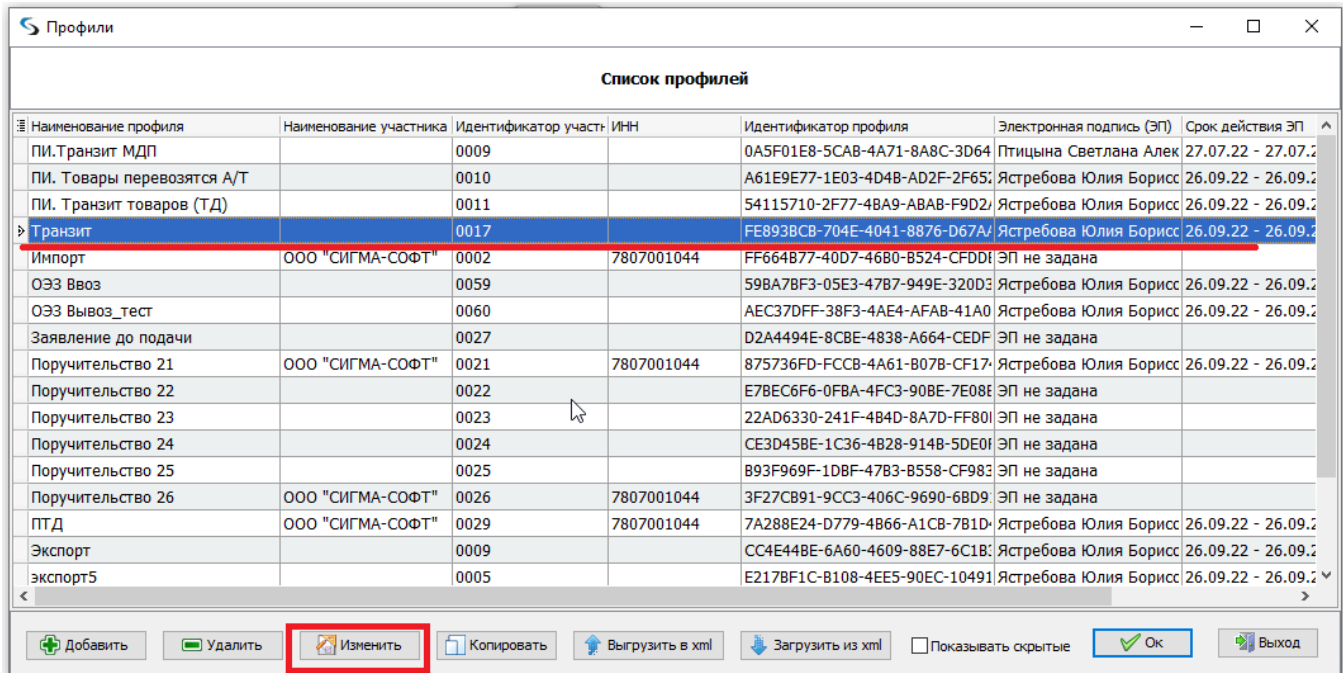 Профили
Список профилей
Наименование профиля Наименование участника Идентификатор участн ИНН Идентификатор профиля Электронная подпись (ЭП) Срок действия ЭП
ПИ.Транзит МДП 0009 0A5F01E8-5CAB-4A71-8A8C-3D64 Птицына Светлана Алек 27.07.22 - 27.07.2
ПИ. Товары перевозятся А/Т 0010 A61E9E77-1E03-4D4B-AD2F-2F652 Ястребова Юлия Борисс 26.09.22 - 26.09.2
ПИ. Транзит товаров (ТД) 0011 54115710-2F77-4BA9-ABAB-F9D2 Ястребова Юлия Борисс 26.09.22 - 26.09.2
Транзит 0017 FE893BCB-704E-4041-8876-D67A Ястребова Юлия Борисс 26.09.22 - 26.09.2
Импорт ООО "СИГМА-СОФТ" 0002 7807001044 FF664B77-40D7-46B0-B524-CFDD ЭП не задана
ОЭЗ Ввоз 0059 59BA7BF3-05E3-47B7-949E-320D3 Ястребова Юлия Борисс 26.09.22 - 26.09.2
ОЭЗ Вывоз_тест 0060 AEC37DFF-38F3-4AE4-AFAB-41A0 Ястребова Юлия Борисс 26.09.22 - 26.09.2
Заявление до подачи 0027 D2A4494E-8CBE-4838-A664-CEDF ЭП не задана
Поручительство 21 ООО "СИГМА-СОФТ" 0021 7807001044 875736FD-FCCB-4A61-B07B-CF17 Ястребова Юлия Борисс 26.09.22 - 26.09.2
Поручительство 22 0022 E7BEC6F6-0FBA-4FC3-90BE-7E08 ЭП не задана
Поручительство 23 0023 22AD6330-241F-4B4D-8A7D-FF80 ЭП не задана
Поручительство 24 0024 CE3D45BE-1C36-4B28-914B-5DE0 ЭП не задана
Поручительство 25 0025 B93F969F-1DBF-47B3-B558-CF983 ЭП не задана
Поручительство 26 ООО "СИГМА-СОФТ" 0026 7807001044 3F27CB91-9CC3-406C-9690-6BD9 ЭП не задана
ПТД ООО "СИГМА-СОФТ" 0029 7807001044 7A288E24-D779-4B66-A1CB-7B1D Ястребова Юлия Борисс 26.09.22 - 26.09.2
Экспорт 0009 CC4E44BE-6A60-4609-88E7-6C1B Ястребова Юлия Борисс 26.09.22 - 26.09.2
экспорт5 0005 E217BF1C-B108-4EE5-90EC-10491 Ястребова Юлия Борисс 26.09.22 - 26.09.2
Добавить Удалить Изменить Копировать Выгрузить в xml Загрузить из xml Показывать скрытые Ок Выход